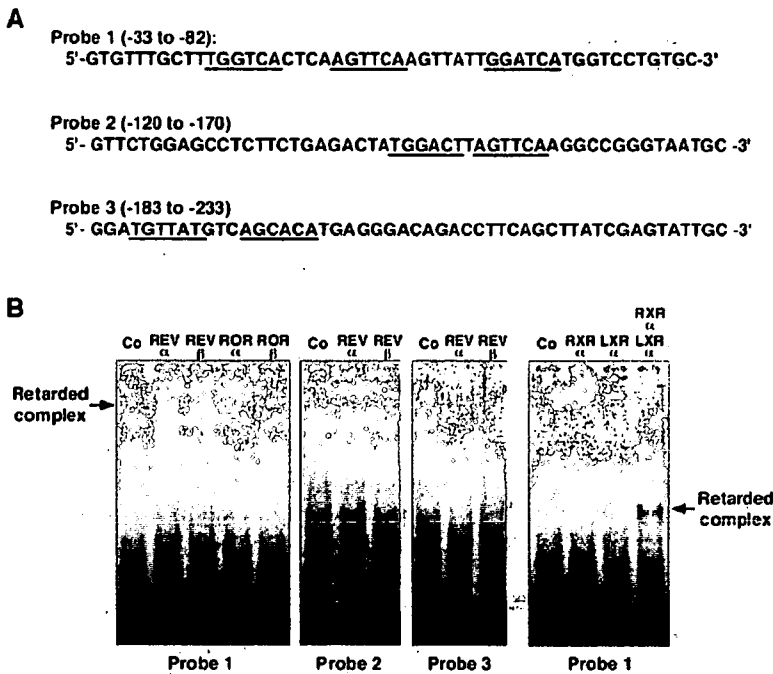 A
Probe 1 (-33 to -82):
5'-GTGTTTGCTTTGGTCACTCAAGTTCAAGTTATTGGATCATGGTCCTGTGC-3'
Probe 2 (-120 to -170)
5'- GTTCTGGAGCCTCTTCTGAGACTATGGACTTAGTTCAAGGCCGGGTAATGC -3'
Probe 3 (-183 to -233)
5'- GGATGTTATGTCAGCACATGAGGGACAGACCTTCAGCTTATCGAGTATTGC -3'
B
Co REV α REV β ROR α ROR β
Co REV α REV β
Co REV α REV β
Co RXR α LXR α RXR α LXR α
Retarded complex
Retarded complex
Probe 1
Probe 2
Probe 3
Probe 1